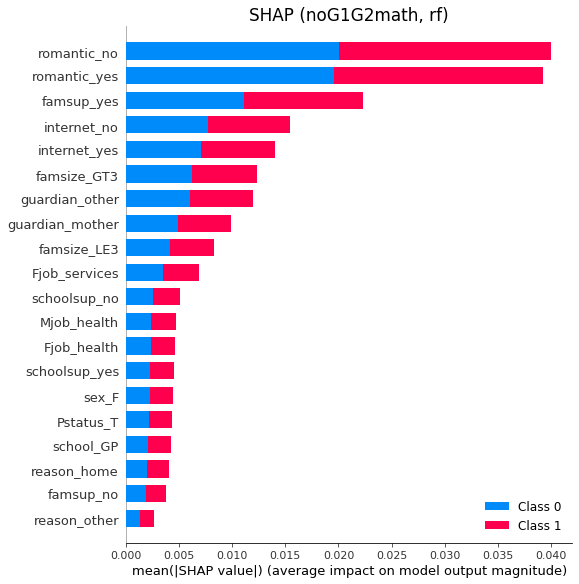 SHAP (noG1G2math, rf)
romantic_no
romantic_yes
famsup_yes
internet_no
internet_yes
famsize_GT3
guardian_other
guardian_mother
famsize_LE3
Fjob_services
schoolsup_no
Mjob_health
Fjob_health
schoolsup_yes
sex_F
Pstatus_T
school_GP
reason_home
famsup_no
reason_other
Class 0
Class 1
0.000 0.005 0.010 0.015 0.020 0.025 0.030 0.035 0.040
mean(|SHAP value|) (average impact on model output magnitude)